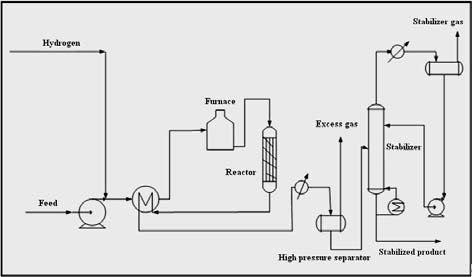 Stabilizer gas
Hydrogen
Furnace
Excess gas
Stabilizer
Reactor
Feed
High pressure separator
Stabilized product